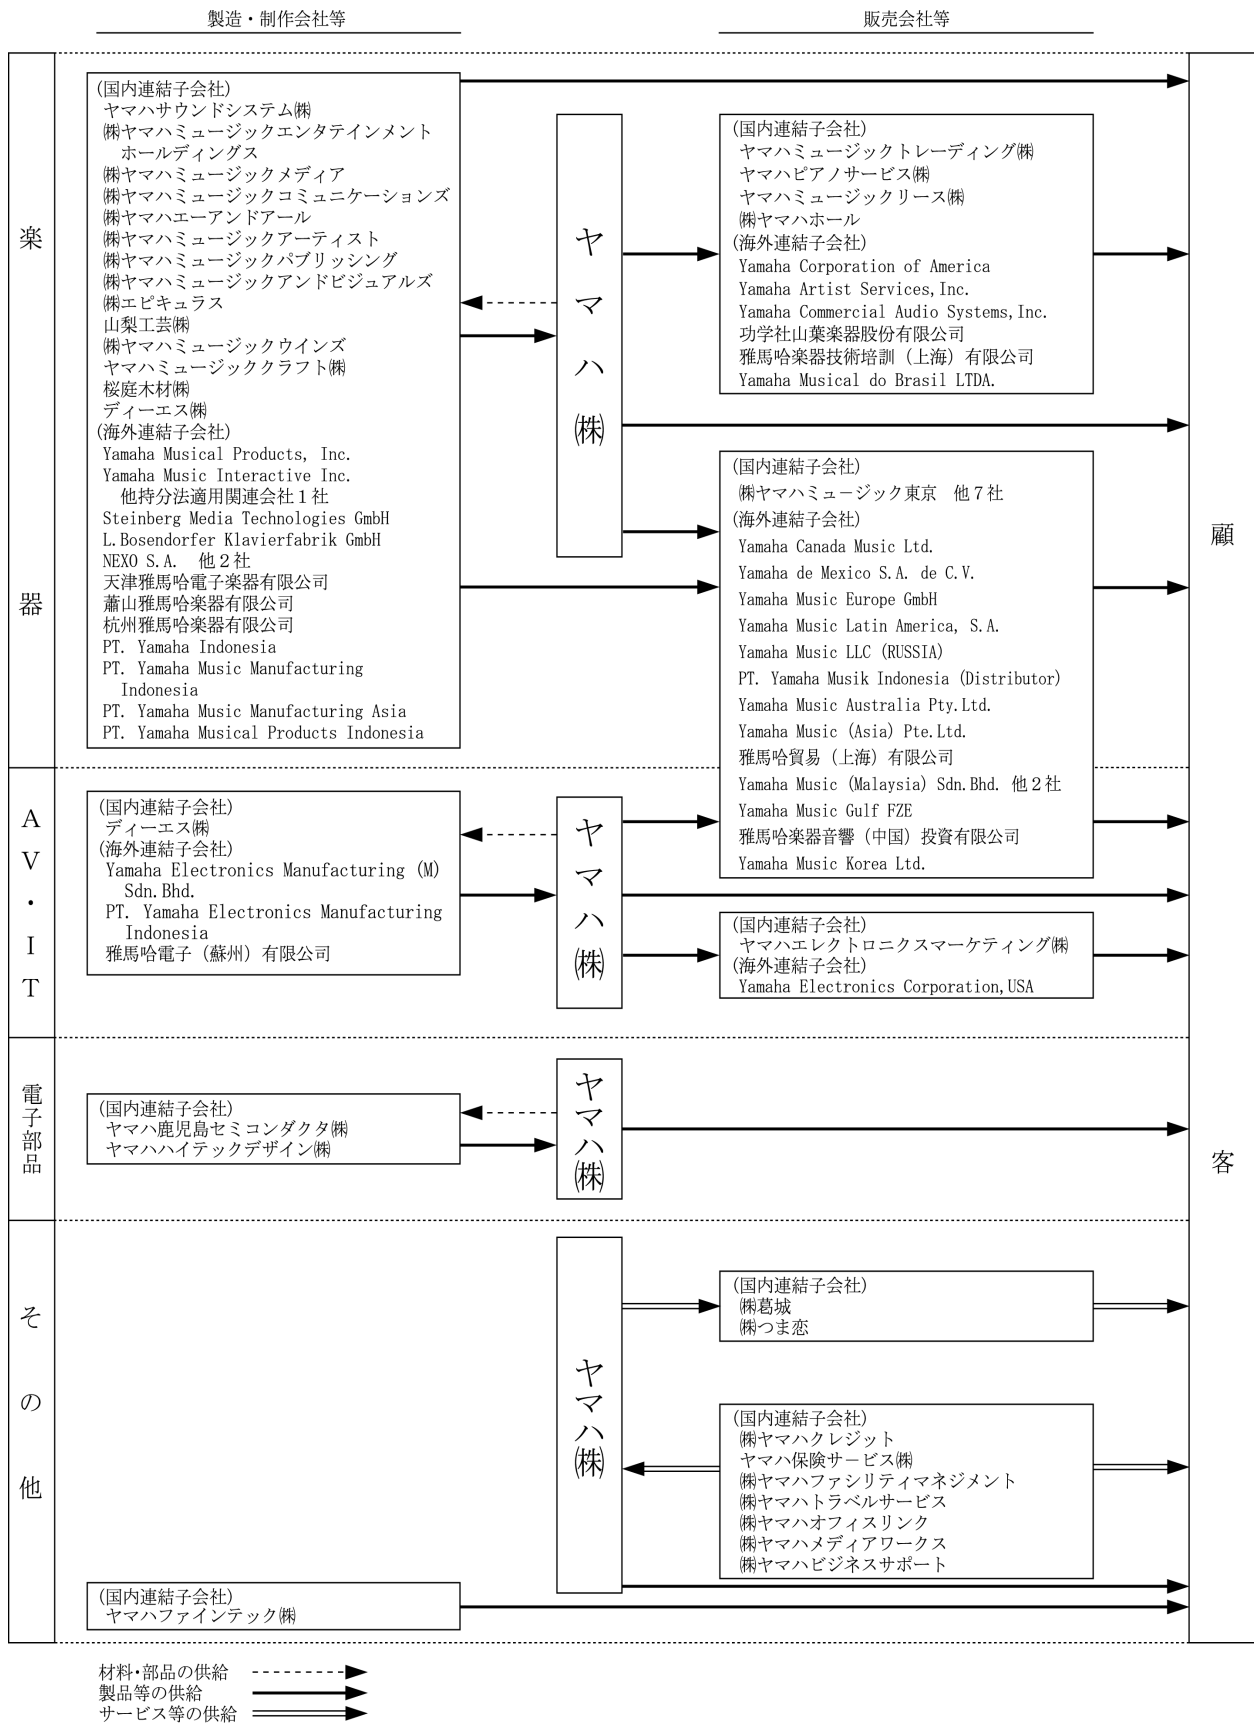 製造・制作会社等
販売会社等
楽器
(国内連結子会社)
ヤマハサウンドシステム㈱
㈱ヤマハミュージックエンタテインメント
ホールディングス
㈱ヤマハミュージックメディア
㈱ヤマハミュージックコミュニケーションズ
㈱ヤマハエーアンドアール
㈱ヤマハミュージックアーティスト
㈱ヤマハミュージックパブリッシング
㈱ヤマハミュージックアンドビジュアルズ
㈱エピキュラス
山梨工芸㈱
㈱ヤマハミュージックウインズ
ヤマハミュージッククラフト㈱
桜庭木材㈱
ディーエス㈱
(海外連結子会社)
Yamaha Musical Products, Inc.
Yamaha Music Interactive Inc.
他持分法適用関連会社１社
Steinberg Media Technologies GmbH
L.Bosendorfer Klavierfabrik GmbH
NEXO S.A.　他２社
天津雅馬哈電子楽器有限公司
蕭山雅馬哈楽器有限公司
杭州雅馬哈楽器有限公司
PT. Yamaha Indonesia
PT. Yamaha Music Manufacturing
Indonesia
PT. Yamaha Music Manufacturing Asia
PT. Yamaha Musical Products Indonesia
ヤマハ㈱
(国内連結子会社)
ヤマハミュージックトレーディング㈱
ヤマハピアノサービス㈱
ヤマハミュージックリース㈱
㈱ヤマハホール
(海外連結子会社)
Yamaha Corporation of America
Yamaha Artist Services,Inc.
Yamaha Commercial Audio Systems,Inc.
功学社山葉楽器股份有限公司
雅馬哈楽器技術培訓（上海）有限公司
Yamaha Musical do Brasil LTDA.
(国内連結子会社)
㈱ヤマハミュージック東京　他７社
(海外連結子会社)
Yamaha Canada Music Ltd.
Yamaha de Mexico S.A. de C.V.
Yamaha Music Europe GmbH
Yamaha Music Latin America, S.A.
Yamaha Music LLC (RUSSIA)
PT. Yamaha Musik Indonesia (Distributor)
Yamaha Music Australia Pty.Ltd.
Yamaha Music (Asia) Pte.Ltd.
雅馬哈貿易（上海）有限公司
Yamaha Music (Malaysia) Sdn.Bhd. 他２社
Yamaha Music Gulf FZE
雅馬哈楽器音響（中国）投資有限公司
Yamaha Music Korea Ltd.
顧客
AV・IT
(国内連結子会社)
ディーエス㈱
(海外連結子会社)
Yamaha Electronics Manufacturing (M)
Sdn.Bhd.
PT. Yamaha Electronics Manufacturing
Indonesia
雅馬哈電子（蘇州）有限公司
ヤマハ㈱
(国内連結子会社)
ヤマハエレクトロニクスマーケティング㈱
(海外連結子会社)
Yamaha Electronics Corporation,USA
電子部品
(国内連結子会社)
ヤマハ鹿児島セミコンダクタ㈱
ヤマハハイテックデザイン㈱
ヤマハ㈱
その他
ヤマハ㈱
(国内連結子会社)
㈱葛城
㈱つま恋
(国内連結子会社)
㈱ヤマハクレジット
ヤマハ保険サービス㈱
㈱ヤマハファシリティマネジメント
㈱ヤマハトラベルサービス
㈱ヤマハオフィスリンク
㈱ヤマハメディアワークス
㈱ヤマハビジネスサポート
(国内連結子会社)
ヤマハファインテック㈱
材料・部品の供給
製品等の供給
サービス等の供給